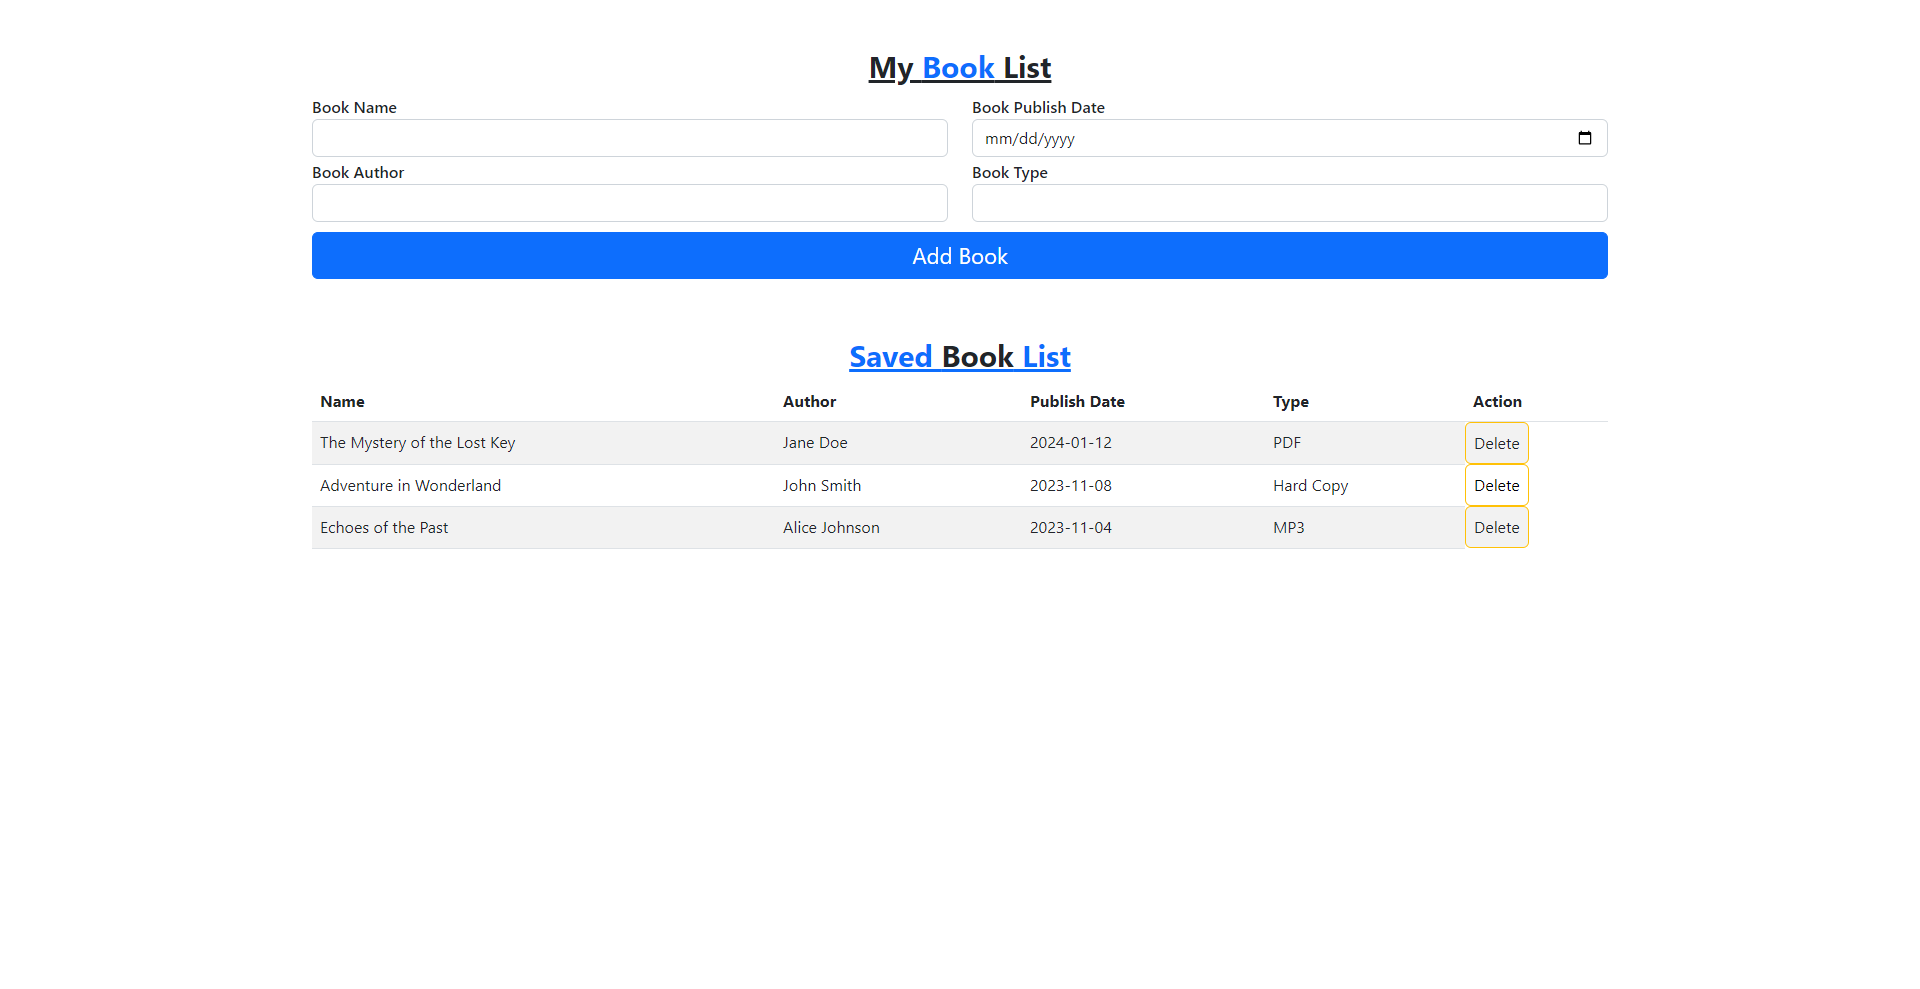 My Book List
Book Name
Book Publish Date
mm/dd/yyyy
Book Author
Book Type
Add Book
Saved Book List
Name Author Publish Date Type Action
The Mystery of the Lost Key Jane Doe 2024-01-12 PDF Delete
Adventure in Wonderland John Smith 2023-11-08 Hard Copy Delete
Echoes of the Past Alice Johnson 2023-11-04 MP3 Delete